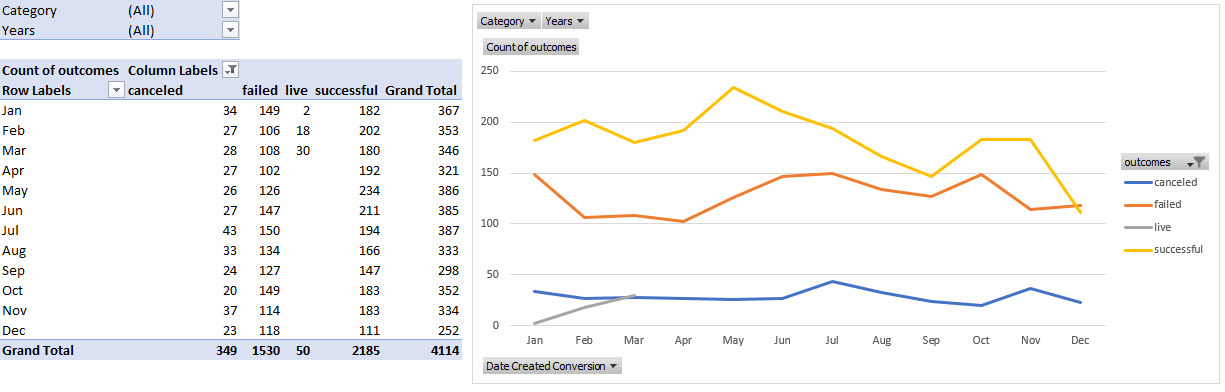 Category (All)
Years (All)
Count of outcomes Column Labels
Row Labels canceled failed live successful Grand Total
Jan 34 149 2 182 367
Feb 27 106 18 202 353
Mar 28 108 30 180 346
Apr 27 102 192 321
May 26 126 234 386
Jun 27 147 211 385
Jul 43 150 194 387
Aug 33 134 166 333
Sep 24 127 147 298
Oct 20 149 183 352
Nov 37 114 183 334
Dec 23 118 111 252
Grand Total 349 1530 50 2185 4114
Category Years
Count of outcomes
250
200
150
100
50
0
Jan Feb Mar Apr May Jun Jul Aug Sep Oct Nov Dec
Date Created Conversion
outcomes
canceled
failed
live
successful